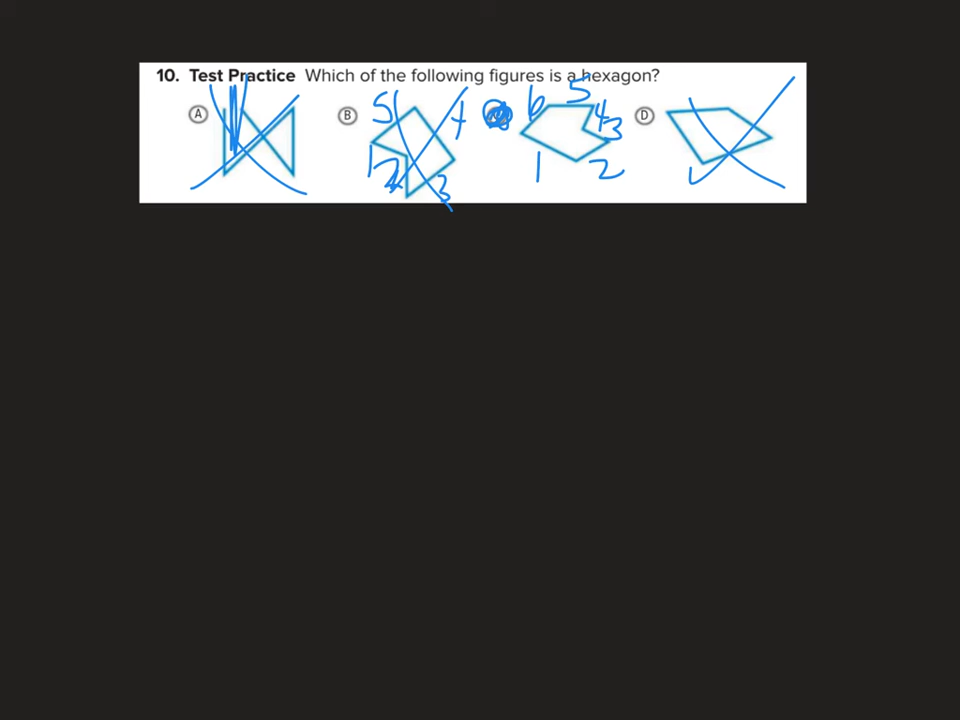 10. Test Practice Which of the following figures is a hexagon?
A B D
5 4 6 5 4 3
1 2 3 1 2